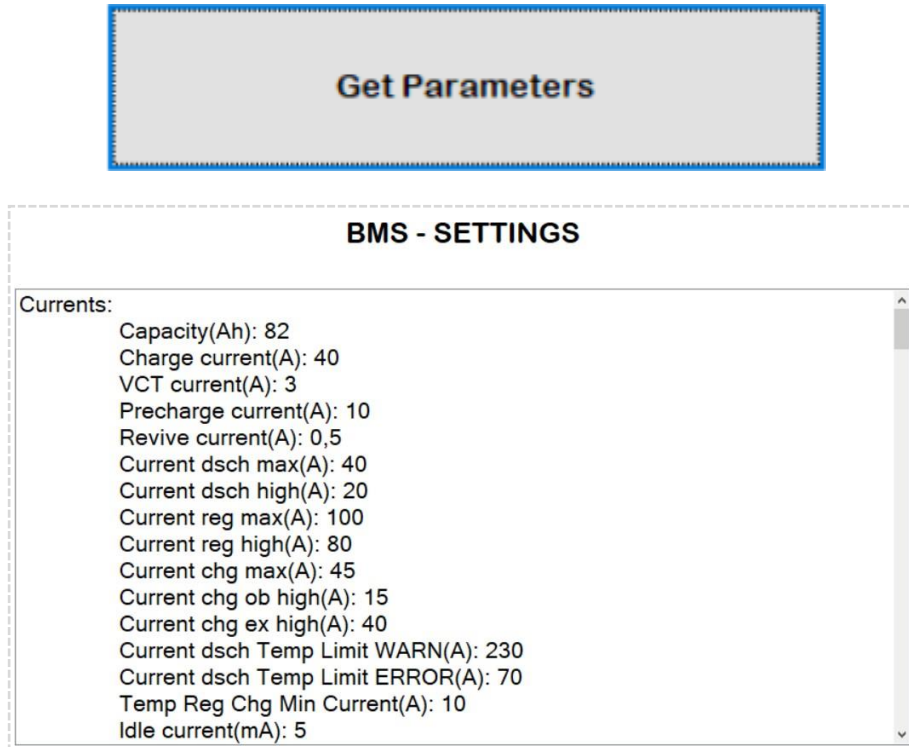 Get Parameters
BMS - SETTINGS
Currents:
Capacity(Ah): 82
Charge current(A): 40
VCT current(A): 3
Precharge current(A): 10
Revive current(A): 0,5
Current dsch max(A): 40
Current dsch high(A): 20
Current reg max(A): 100
Current reg high(A): 80
Current chg max(A): 45
Current chg ob high(A): 15
Current chg ex high(A): 40
Current dsch Temp Limit WARN(A): 230
Current dsch Temp Limit ERROR(A): 70
Temp Reg Chg Min Current(A): 10
Idle current(mA): 5